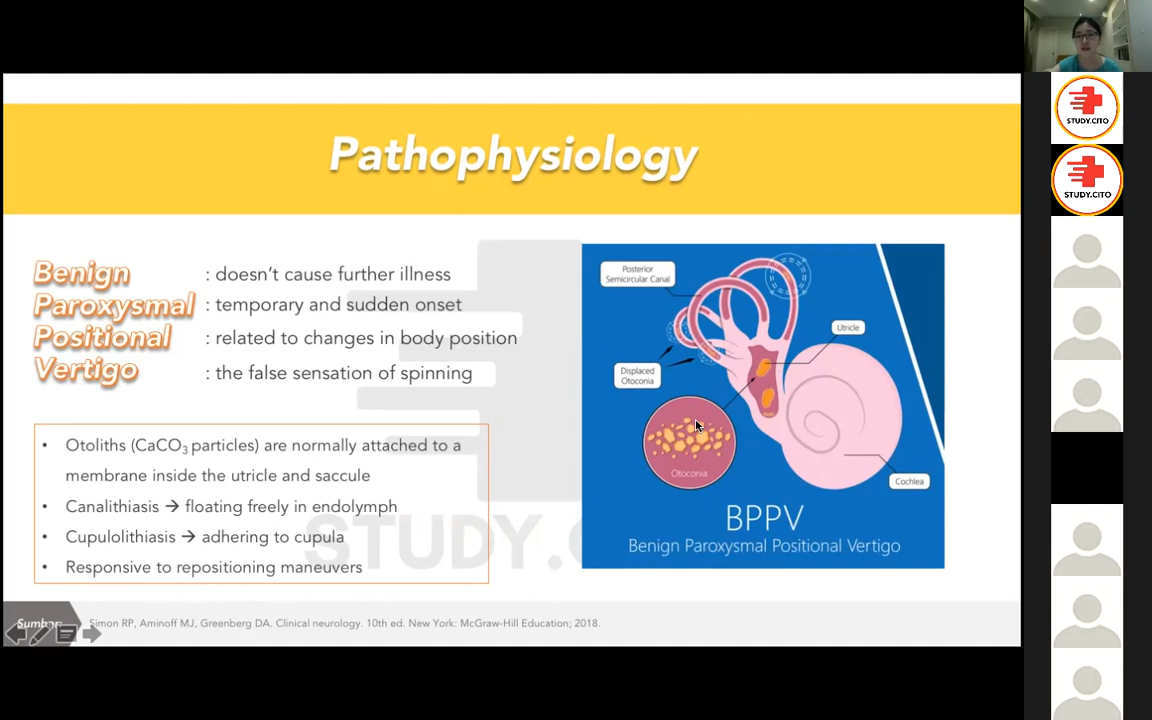 Pathophysiology
Benign : doesn't cause further illness
Paroxysmal : temporary and sudden onset
Positional : related to changes in body position
Vertigo : the false sensation of spinning
• Otoliths (CaCO3 particles) are normally attached to a
membrane inside the utricle and saccule
• Canalithiasis → floating freely in endolymph
• Cupulolithiasis → adhering to cupula
• Responsive to repositioning maneuvers
STUDY.C
Posterior
Semicircular Canal
Utricle
Displaced
Otoconia
Otoconia
Cochlea
BPPV
Benign Paroxysmal Positional Vertigo
Sumber:
Simon RP, Aminoff MJ, Greenberg DA. Clinical neurology. 10th ed. New York: McGraw-Hill Education; 2018.
STUDY.CITO
STUDY.CITO